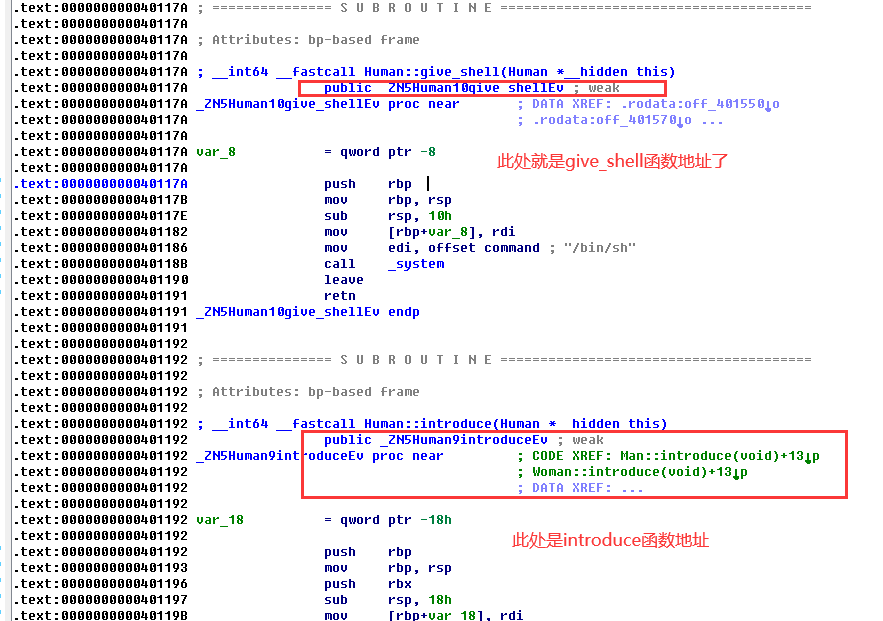 .text:000000000040117A ; =============== S U B R O U T I N E =======================================
.text:000000000040117A
.text:000000000040117A ; Attributes: bp-based frame
.text:000000000040117A
.text:000000000040117A ; __int64 __fastcall Human::give_shell(Human *__hidden this)
.text:000000000040117A public _ZN5Human10give_shellEv ; weak
.text:000000000040117A _ZN5Human10give_shellEv proc near ; DATA XREF: .rodata:off_401550↓o
.text:000000000040117A ; .rodata:off_401570↓o ...
.text:000000000040117A
.text:000000000040117A var_8 = qword ptr -8
此处就是give_shell函数地址了
.text:000000000040117A
.text:000000000040117A push rbp
.text:000000000040117B mov rbp, rsp
.text:000000000040117E sub rsp, 10h
.text:0000000000401182 mov [rbp+var_8], rdi
.text:0000000000401186 mov edi, offset command ; "/bin/sh"
.text:000000000040118B call _system
.text:0000000000401190 leave
.text:0000000000401191 retn
.text:0000000000401191 _ZN5Human10give_shellEv endp
.text:0000000000401191
.text:0000000000401192
.text:0000000000401192 ; =============== S U B R O U T I N E =======================================
.text:0000000000401192
.text:0000000000401192 ; Attributes: bp-based frame
.text:0000000000401192
.text:0000000000401192 ; __int64 __fastcall Human::introduce(Human *__hidden this)
.text:0000000000401192 public _ZN5Human9introduceEv ; weak
.text:0000000000401192 _ZN5Human9introduceEv proc near ; CODE XREF: Man::introduce(void)+13↓p
.text:0000000000401192 ; Woman::introduce(void)+13↓p
.text:0000000000401192 ; DATA XREF: ...
.text:0000000000401192
.text:0000000000401192 var_18 = qword ptr -18h
.text:0000000000401192
此处是introduce函数地址
.text:0000000000401192 push rbp
.text:0000000000401193 mov rbp, rsp
.text:0000000000401196 push rbx
.text:0000000000401197 sub rsp, 18h
.text:000000000040119B mov [rbp+var_18], rdi